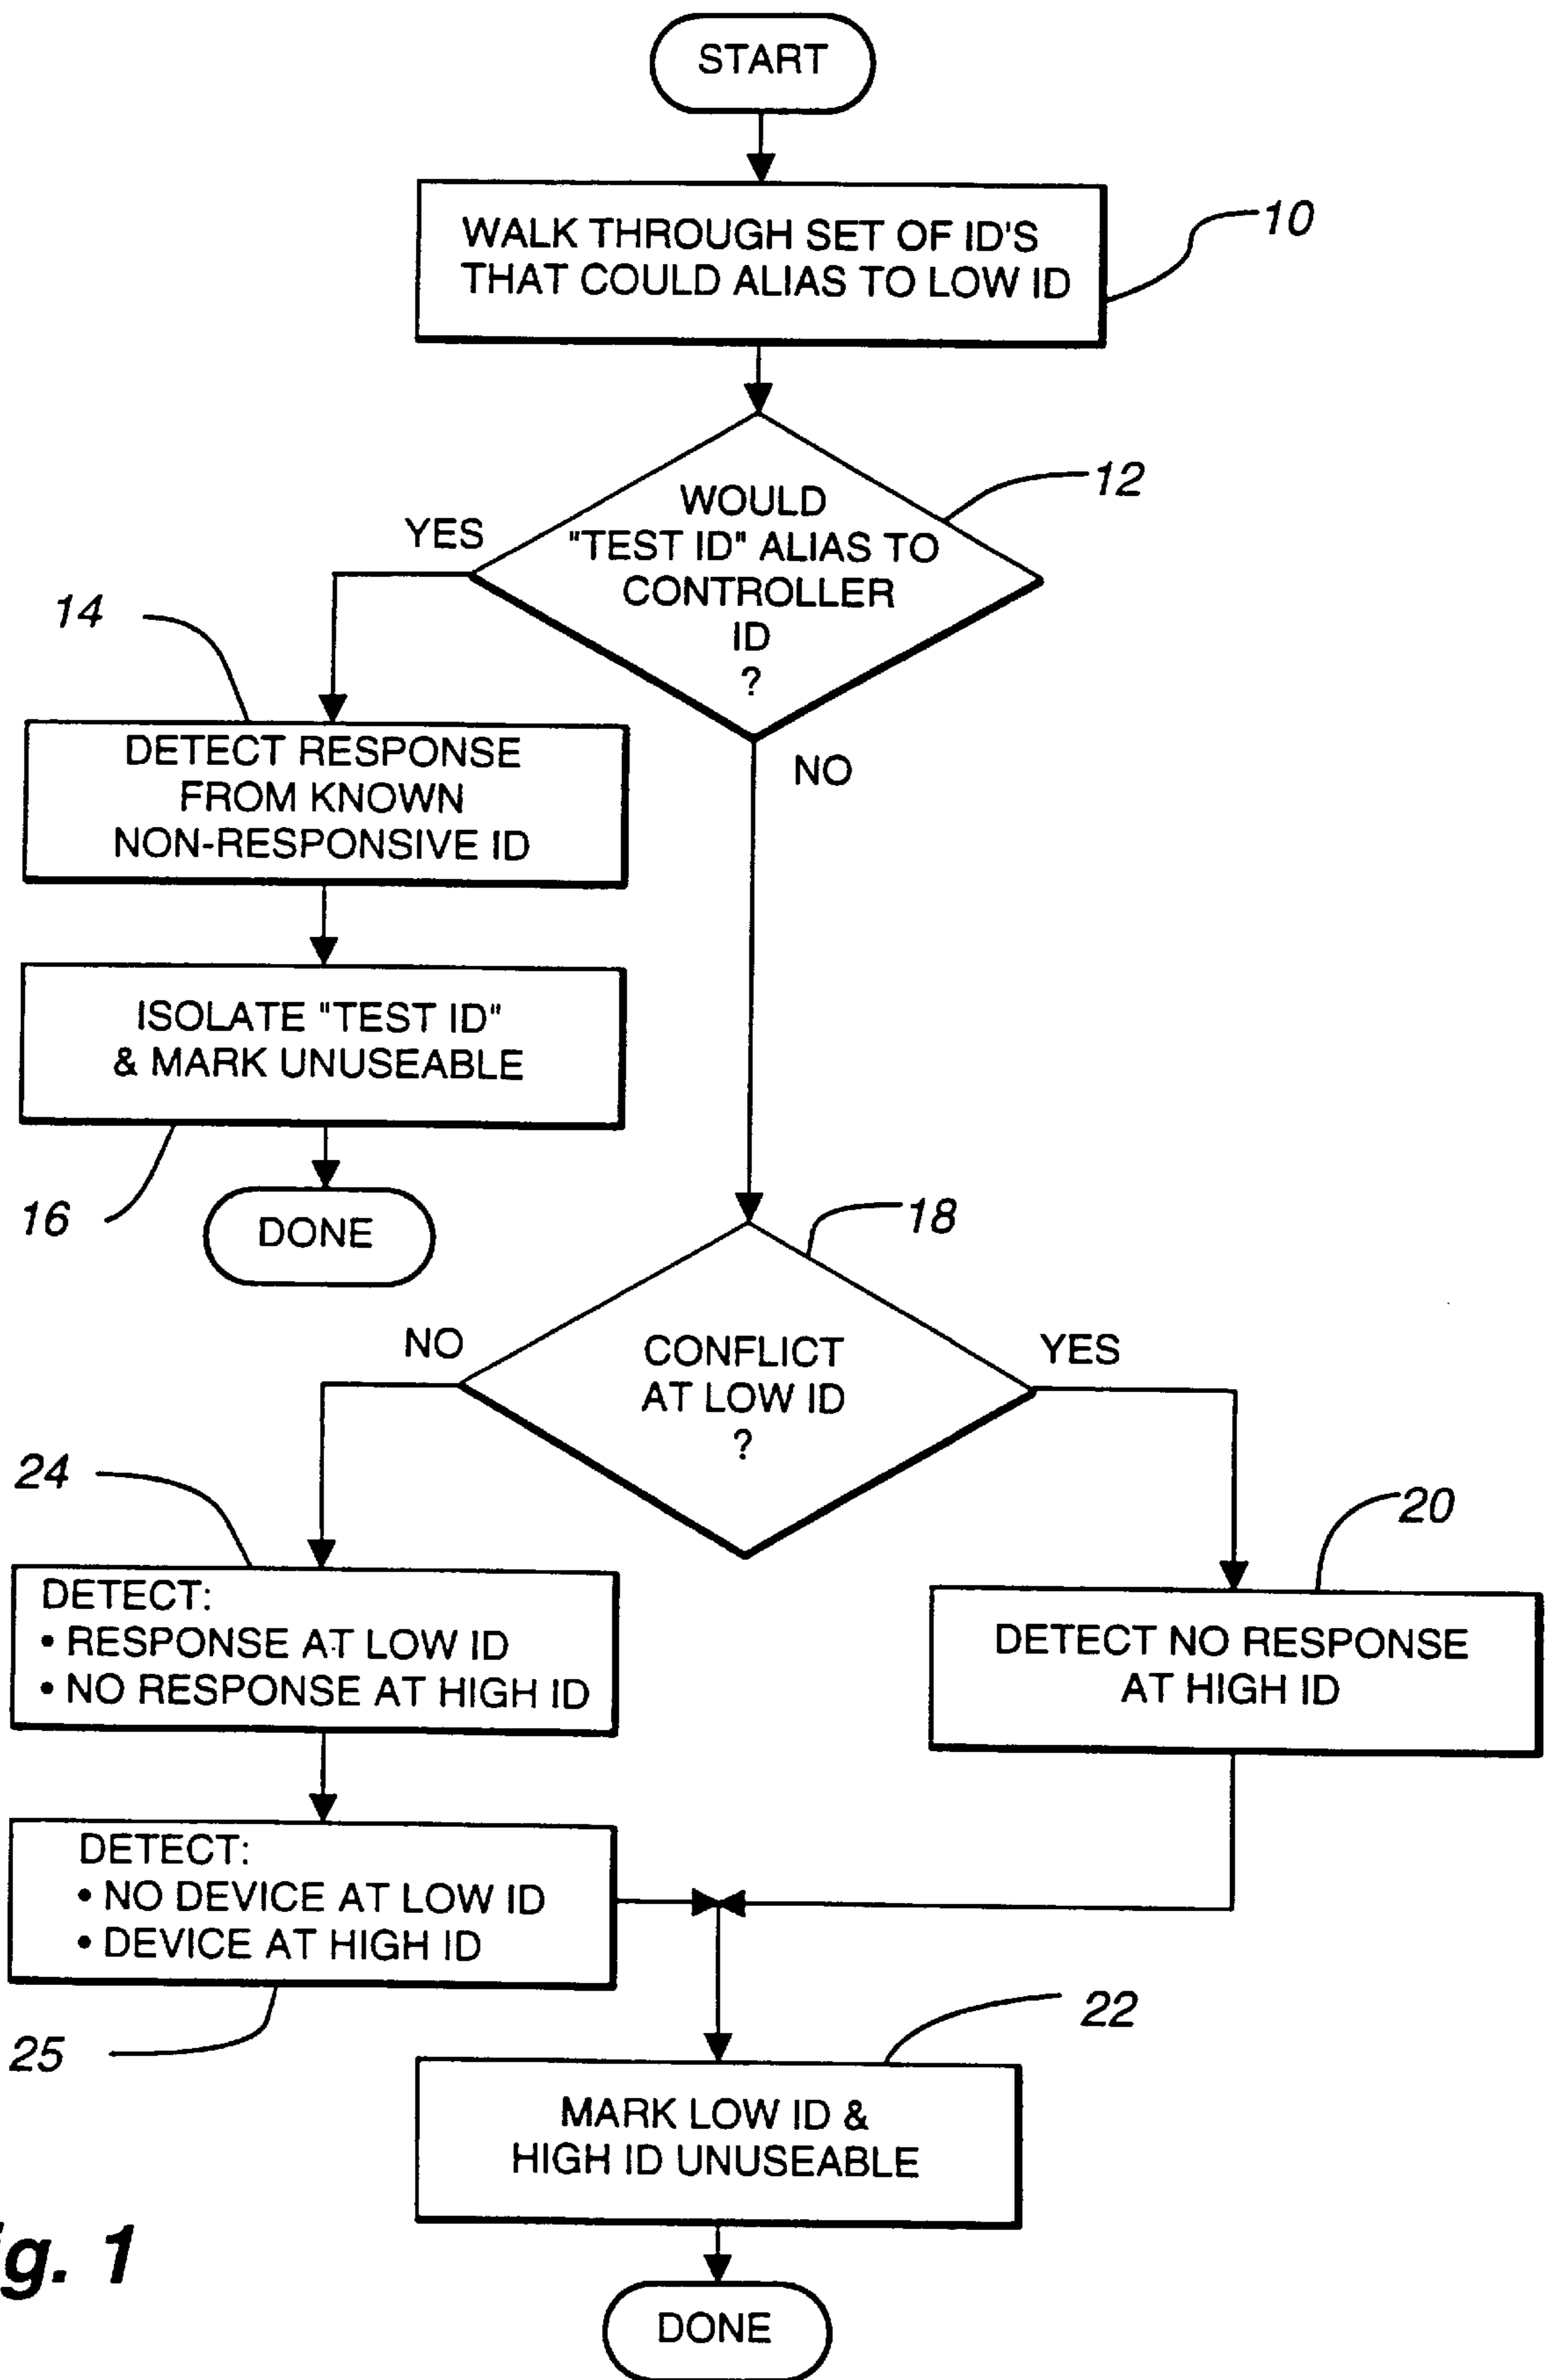 START
WALK THROUGH SET OF ID'S
THAT COULD ALIAS TO LOW ID
10
WOULD
"TEST ID" ALIAS TO
CONTROLLER
ID
?
12
YES
NO
14
DETECT RESPONSE
FROM KNOWN
NON-RESPONSIVE ID
ISOLATE "TEST ID"
& MARK UNUSEABLE
16
DONE
CONFLICT
AT LOW ID
?
18
NO
YES
24
DETECT:
• RESPONSE AT LOW ID
• NO RESPONSE AT HIGH ID
20
DETECT NO RESPONSE
AT HIGH ID
DETECT:
• NO DEVICE AT LOW ID
• DEVICE AT HIGH ID
25
22
MARK LOW ID &
HIGH ID UNUSEABLE
ig. 1
DONE